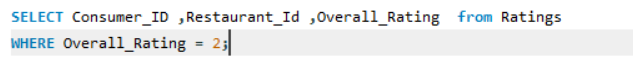 SELECT Consumer_ID ,Restaurant_Id ,Overall_Rating  from Ratings
WHERE Overall_Rating = 2;